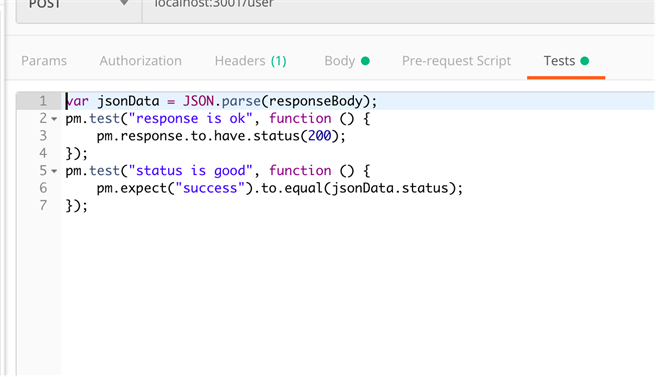 POST localhost:3001/user
Params Authorization Headers (1) Body Pre-request Script Tests
1 var jsonData = JSON.parse(responseBody);
2 pm.test("response is ok", function () {
3     pm.response.to.have.status(200);
4 });
5 pm.test("status is good", function () {
6     pm.expect("success").to.equal(jsonData.status);
7 });